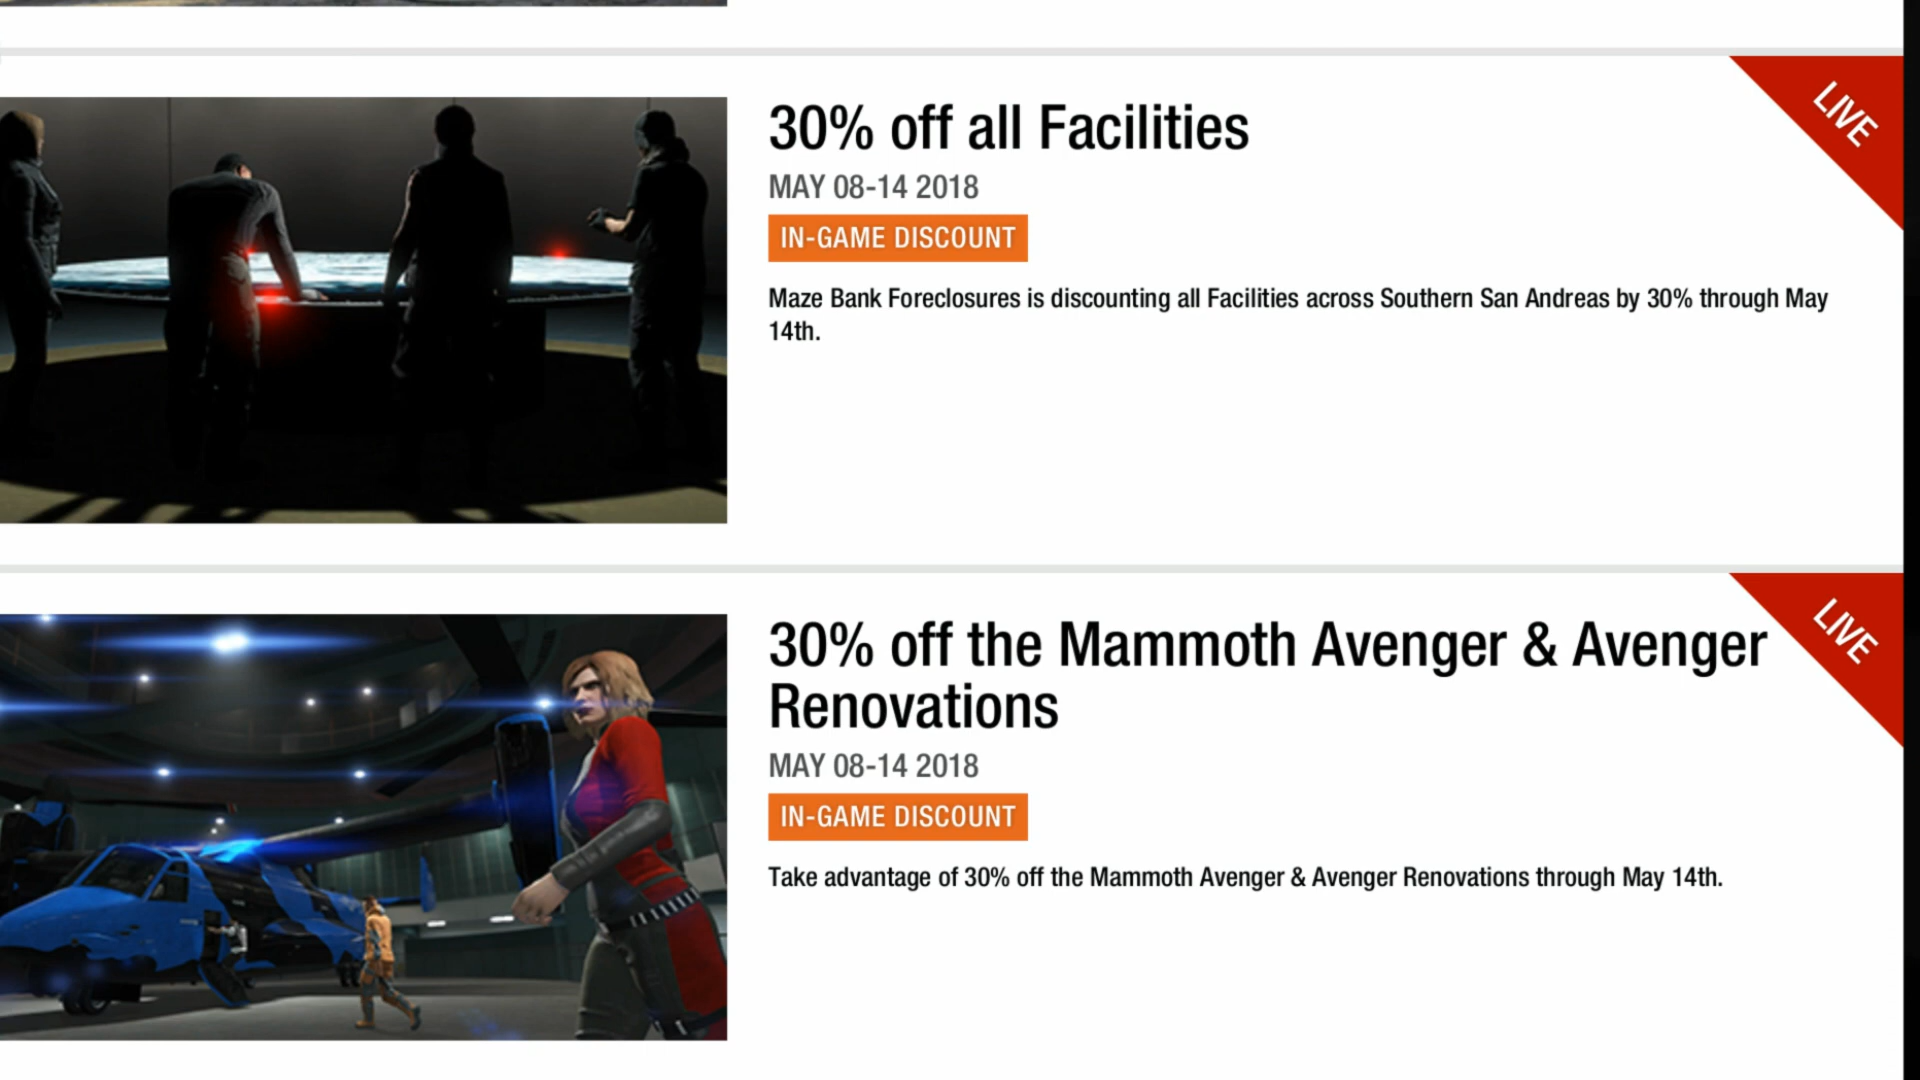 30% off all Facilities
LIVE
MAY 08-14 2018
IN-GAME DISCOUNT
Maze Bank Foreclosures is discounting all Facilities across Southern San Andreas by 30% through May
14th.
30% off the Mammoth Avenger & Avenger
Renovations
LIVE
MAY 08-14 2018
IN-GAME DISCOUNT
Take advantage of 30% off the Mammoth Avenger & Avenger Renovations through May 14th.